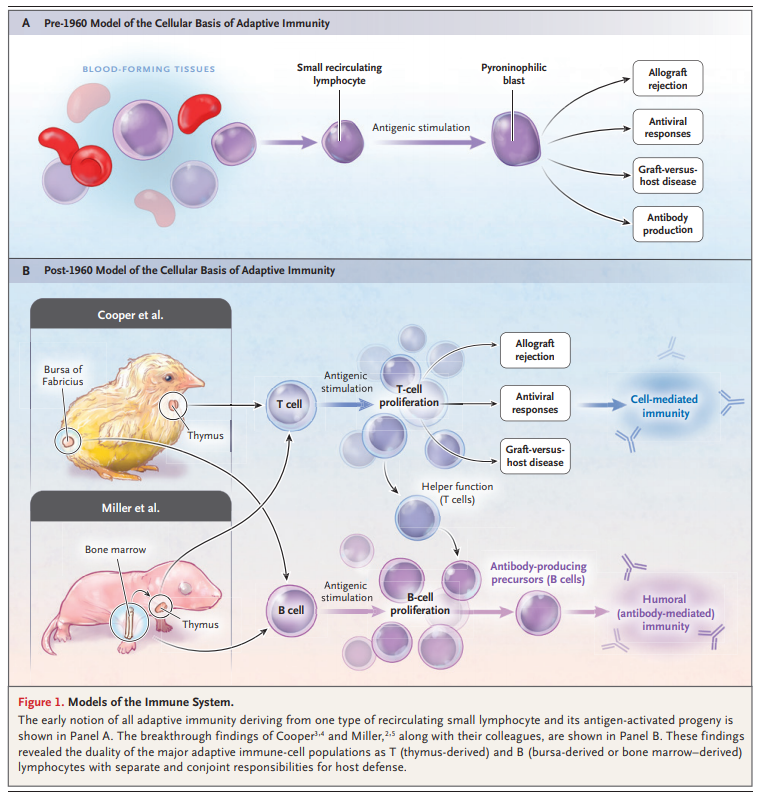 A Pre-1960 Model of the Cellular Basis of Adaptive Immunity
BLOOD-FORMING TISSUES
Small recirculating
lymphocyte
Antigenic stimulation
Pyroninophilic
blast
Allograft
rejection
Antiviral
responses
Graft-versus-
host disease
Antibody
production
B Post-1960 Model of the Cellular Basis of Adaptive Immunity
Cooper et al.
Bursa of
Fabricius
Thymus
T cell
Antigenic
stimulation
T-cell
proliferation
Allograft
rejection
Antiviral
responses
Graft-versus-
host disease
Cell-mediated
immunity
Helper function
(T cells)
Miller et al.
Bone marrow
Thymus
B cell
Antigenic
stimulation
B-cell
proliferation
Antibody-producing
precursors (B cells)
Humoral
(antibody-mediated)
immunity
Figure 1. Models of the Immune System.
The early notion of all adaptive immunity deriving from one type of recirculating small lymphocyte and its antigen-activated progeny is
shown in Panel A. The breakthrough findings of Cooper3,4 and Miller,2,5 along with their colleagues, are shown in Panel B. These findings
revealed the duality of the major adaptive immune-cell populations as T (thymus-derived) and B (bursa-derived or bone marrow–derived)
lymphocytes with separate and conjoint responsibilities for host defense.